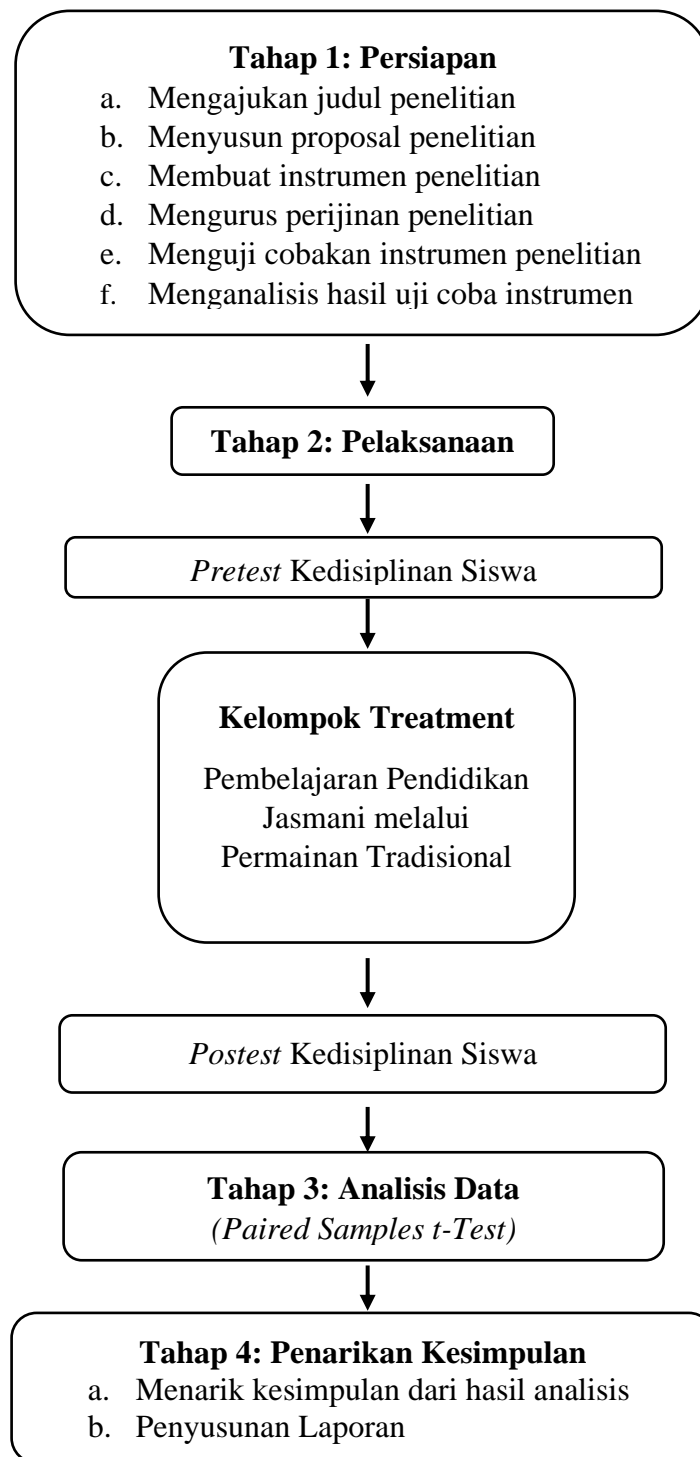 Tahap 1: Persiapan
a. Mengajukan judul penelitian
b. Menyusun proposal penelitian
c. Membuat instrumen penelitian
d. Mengurus perijinan penelitian
e. Menguji cobakan instrumen penelitian
f. Menganalisis hasil uji coba instrumen
Tahap 2: Pelaksanaan
Pretest Kedisiplinan Siswa
Kelompok Treatment
Pembelajaran Pendidikan
Jasmani melalui
Permainan Tradisional
Postest Kedisiplinan Siswa
Tahap 3: Analisis Data
(Paired Samples t-Test)
Tahap 4: Penarikan Kesimpulan
a. Menarik kesimpulan dari hasil analisis
b. Penyusunan Laporan